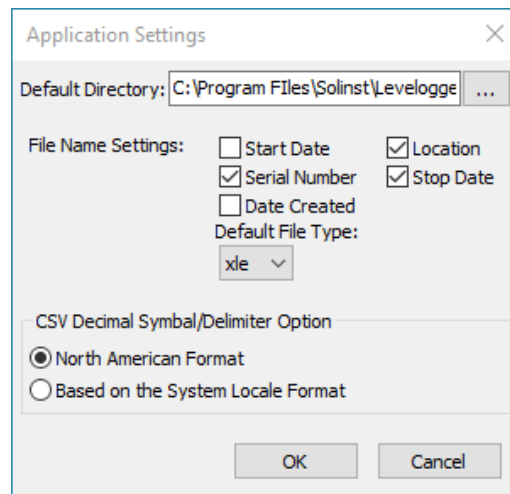 Application Settings
Default Directory: C:\Program FIles\Solinst\Levelogge ...
File Name Settings: Start Date Location
Serial Number Stop Date
Date Created
Default File Type:
xle
CSV Decimal Symbol/Delimiter Option
North American Format
Based on the System Locale Format
OK Cancel